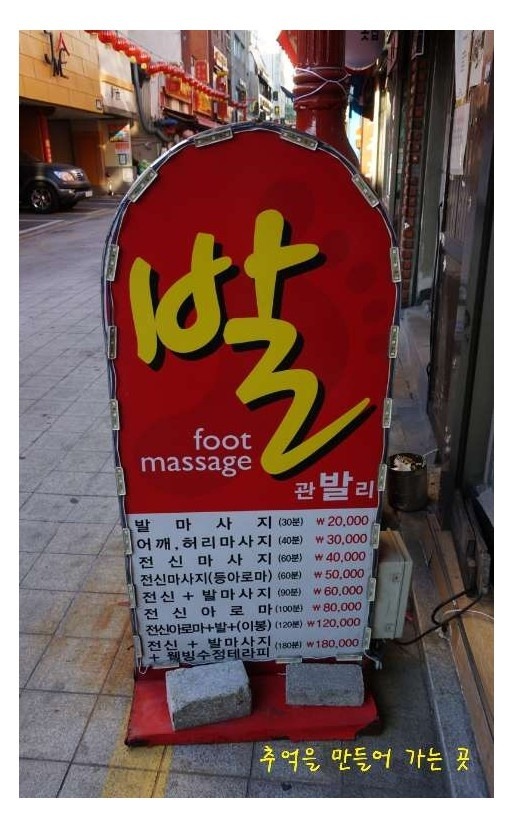 발
foot
massage
관발리
발마사지 (30분) ₩ 20,000
어깨.허리마사지 (40분) ₩ 30,000
전신마사지 (60분) ₩ 40,000
전신마사지(등아로마) (60분) ₩ 50,000
전신+발마사지 (90분) ₩ 60,000
전신아로마 (100분) ₩ 80,000
전신아로마+발+(이봉) (120분) ₩ 120,000
전신 + 발마사지 (180분) ₩ 180,000
+ 웰빙수정테라피
추억을 만들어 가는 곳